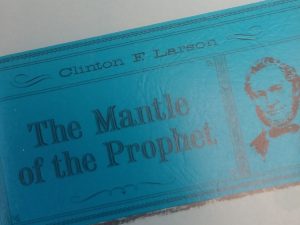 Clinton F. Larson
The Mantle
of the Prophet